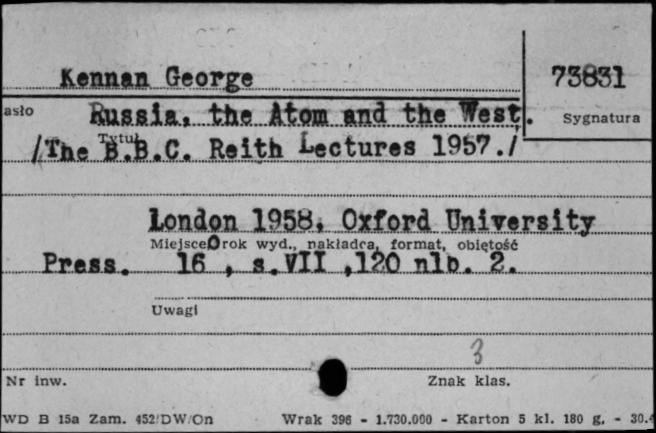 Kennan George
73831
asło
Russia, the Atom and the West.
Sygnatura
Tytuł
/The B.B.C. Reith Lectures 1957./
London 1958, Oxford University
Miejsce, rok wyd., nakładca, format, objętość
Press. 16°, s.VII ,120 nlb. 2.
Uwagi
3
Nr inw.
Znak klas.
WD B 15a Zam. 452/DW/On Wrak 396 - 1.730.000 - Karton 5 kl. 180 g. - 30.4